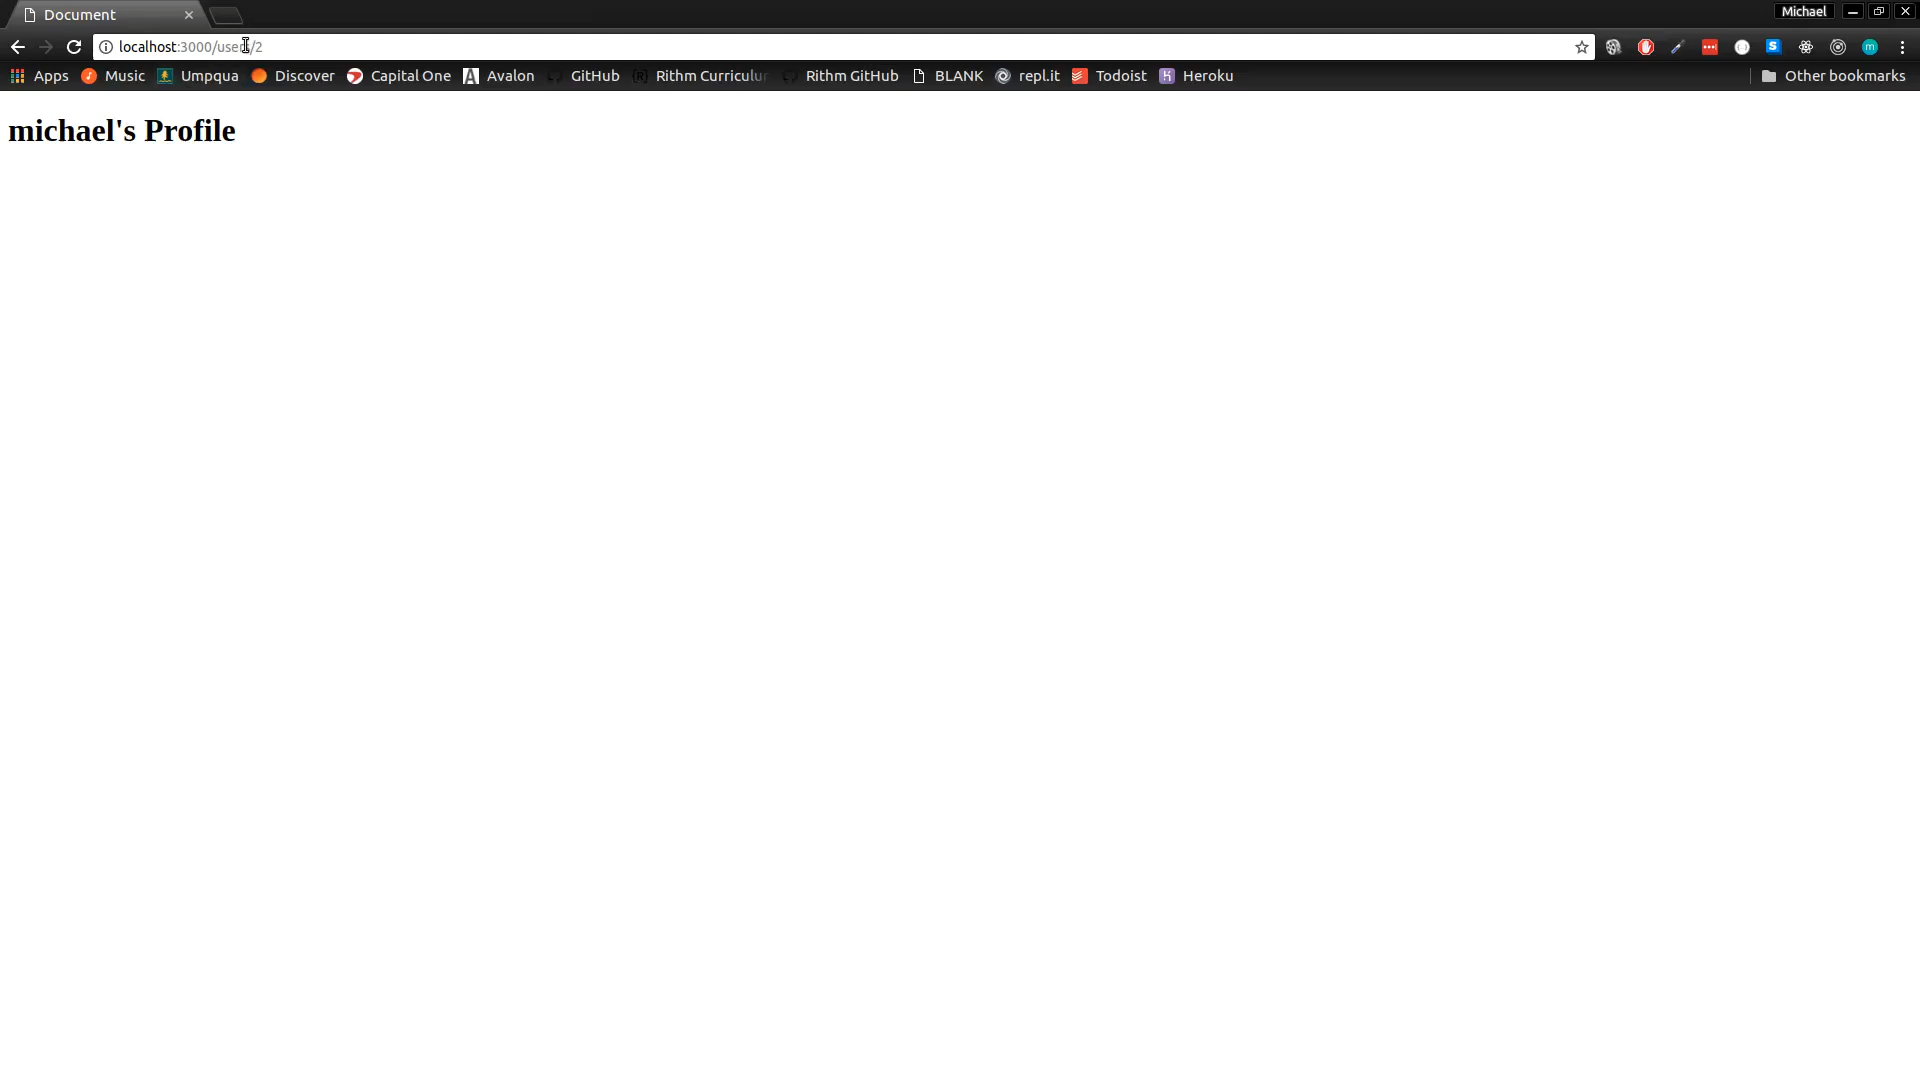 Document
Michael
localhost:3000/users/2
Apps Music Umpqua Discover Capital One Avalon GitHub Rithm Curriculur Rithm GitHub BLANK repl.it Todoist Heroku Other bookmarks
michael's Profile